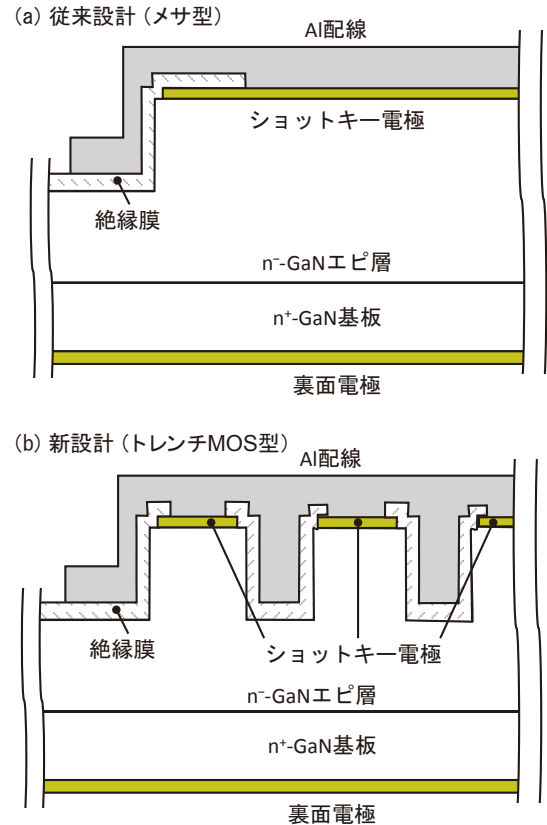 (a) 従来設計(メサ型)
Al配線
ショットキー電極
絶縁膜
n⁻-GaNエピ層
n⁺-GaN基板
裏面電極
(b) 新設計(トレンチMOS型)
Al配線
絶縁膜
ショットキー電極
n⁻-GaNエピ層
n⁺-GaN基板
裏面電極